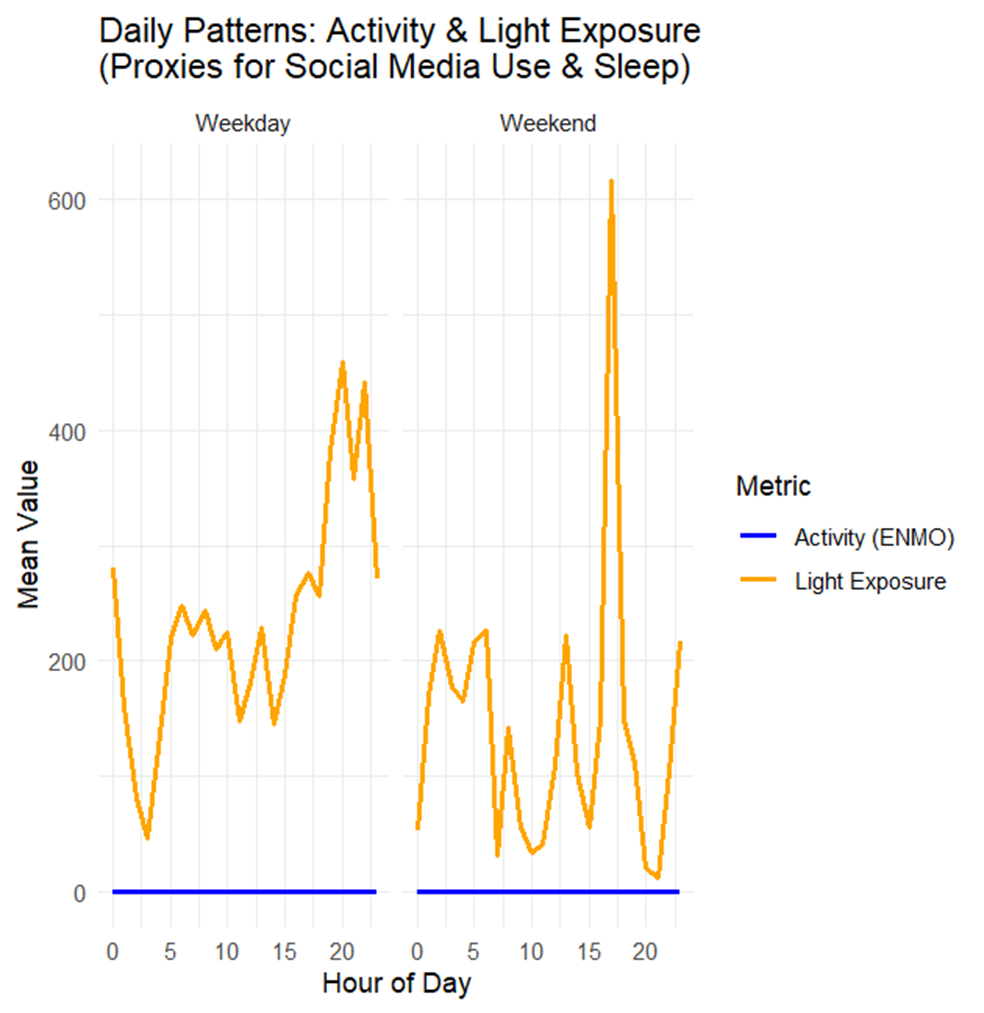 Daily Patterns: Activity & Light Exposure
(Proxies for Social Media Use & Sleep)
Weekday Weekend
600
400
200
0
Mean Value
0 5 10 15 20 0 5 10 15 20
Hour of Day
Metric
Activity (ENMO)
Light Exposure